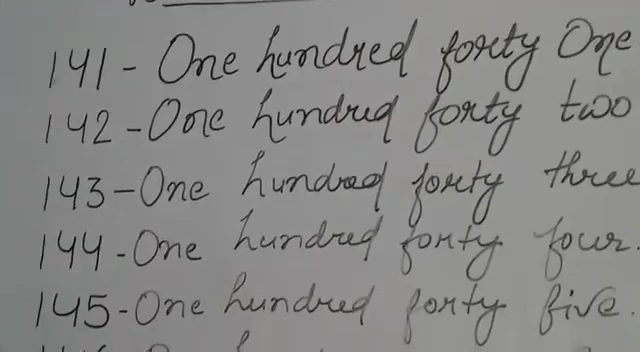 141 - One hundred forty One
142 - One hundred forty two
143 - One hundred forty three
144 - One hundred forty four.
145 - One hundred forty five.